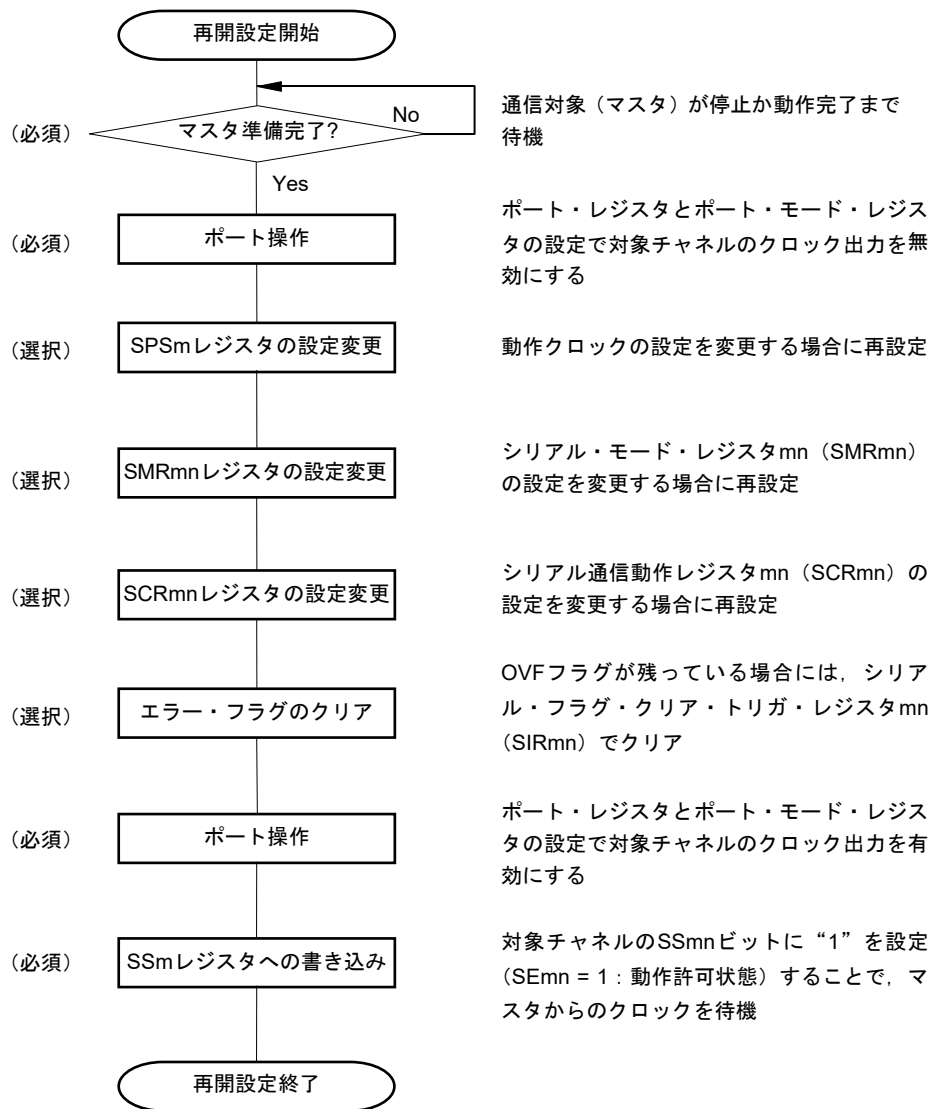 再開設定開始
No
通信対象（マスタ）が停止か動作完了まで
待機
（必須）
マスタ準備完了?
Yes
（必須）
ポート操作
ポート・レジスタとポート・モード・レジス
タの設定で対象チャネルのクロック出力を無
効にする
（選択）
SPSmレジスタの設定変更
動作クロックの設定を変更する場合に再設定
（選択）
SMRmnレジスタの設定変更
シリアル・モード・レジスタmn（SMRmn）
の設定を変更する場合に再設定
（選択）
SCRmnレジスタの設定変更
シリアル通信動作レジスタmn（SCRmn）の
設定を変更する場合に再設定
（選択）
エラー・フラグのクリア
OVFフラグが残っている場合には，シリア
ル・フラグ・クリア・トリガ・レジスタmn
（SIRmn）でクリア
（必須）
ポート操作
ポート・レジスタとポート・モード・レジス
タの設定で対象チャネルのクロック出力を有
効にする
（必須）
SSmレジスタへの書き込み
対象チャネルのSSmnビットに“1”を設定
（SEmn = 1：動作許可状態）することで，マ
スタからのクロックを待機
再開設定終了